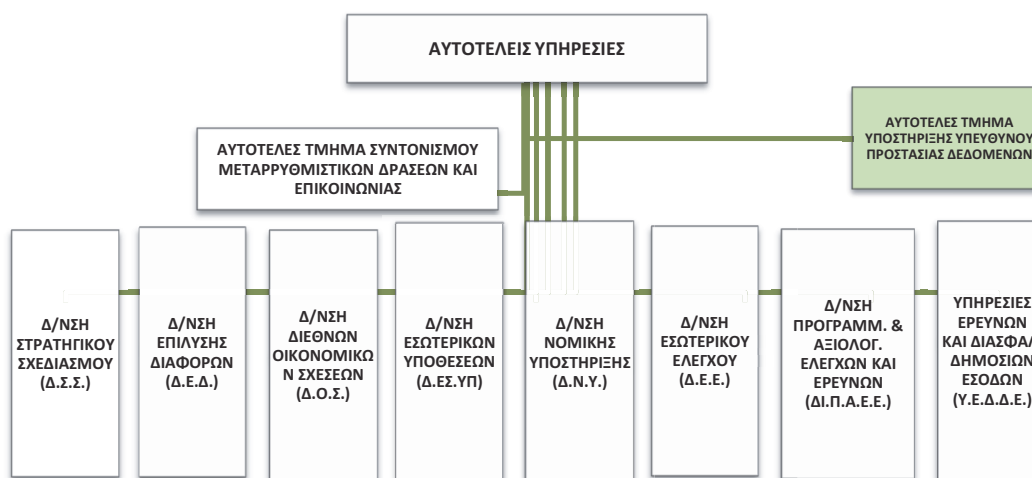 ΑΥΤΟΤΕΛΕΙΣ ΥΠΗΡΕΣΙΕΣ
ΑΥΤΟΤΕΛΕΣ ΤΜΗΜΑ
ΥΠΟΣΤΗΡΙΞΗΣ ΥΠΕΥΘΥΝΟΥ
ΠΡΟΣΤΑΣΙΑΣ ΔΕΔΟΜΕΝΩΝ
ΑΥΤΟΤΕΛΕΣ ΤΜΗΜΑ ΣΥΝΤΟΝΙΣΜΟΥ
ΜΕΤΑΡΡΥΘΜΙΣΤΙΚΩΝ ΔΡΑΣΕΩΝ ΚΑΙ
ΕΠΙΚΟΙΝΩΝΙΑΣ
Δ/ΝΣΗ
ΣΤΡΑΤΗΓΙΚΟΥ
ΣΧΕΔΙΑΣΜΟΥ
(Δ.Σ.Σ.)
Δ/ΝΣΗ
ΕΠΙΛΥΣΗΣ
ΔΙΑΦΟΡΩΝ
(Δ.Ε.Δ.)
Δ/ΝΣΗ
ΔΙΕΘΝΩΝ
ΟΙΚΟΝΟΜΙΚΩ
Ν ΣΧΕΣΕΩΝ
(Δ.Ο.Σ.)
Δ/ΝΣΗ
ΕΣΩΤΕΡΙΚΩΝ
ΥΠΟΘΕΣΕΩΝ
(Δ.ΕΣ.ΥΠ)
Δ/ΝΣΗ
ΝΟΜΙΚΗΣ
ΥΠΟΣΤΗΡΙΞΗΣ
(Δ.Ν.Υ.)
Δ/ΝΣΗ
ΕΣΩΤΕΡΙΚΟΥ
ΕΛΕΓΧΟΥ
(Δ.Ε.Ε.)
Δ/ΝΣΗ
ΠΡΟΓΡΑΜΜ. &
ΑΞΙΟΛΟΓ.
ΕΛΕΓΧΩΝ ΚΑΙ
ΕΡΕΥΝΩΝ
(ΔΙ.Π.Α.Ε.Ε.)
ΥΠΗΡΕΣΙΕΣ
ΕΡΕΥΝΩΝ
ΚΑΙ
ΔΗΜΟΣΙΩΝ
ΕΣΟΔΩΝ
(Υ.Ε.Δ.Δ.Ε.)